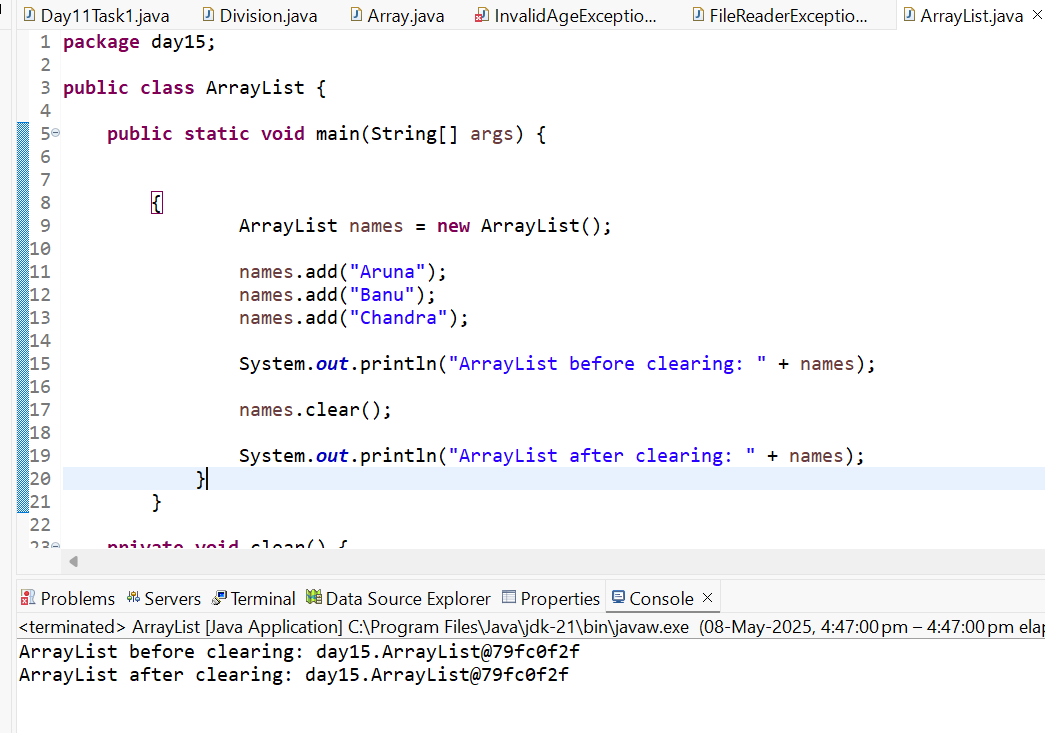 Day11Task1.java Division.java Array.java InvalidAgeExceptio... FileReaderExceptio... ArrayList.java
1 package day15;
2
3 public class ArrayList {
4
5 public static void main(String[] args) {
6
7
8 {
9 ArrayList names = new ArrayList();
10
11 names.add("Aruna");
12 names.add("Banu");
13 names.add("Chandra");
14
15 System.out.println("ArrayList before clearing: " + names);
16
17 names.clear();
18
19 System.out.println("ArrayList after clearing: " + names);
20 }
21 }
22
23 private void clear() {
Problems Servers Terminal Data Source Explorer Properties Console
<terminated> ArrayList [Java Application] C:\Program Files\Java\jdk-21\bin\javaw.exe (08-May-2025, 4:47:00 pm – 4:47:00 pm elap
ArrayList before clearing: day15.ArrayList@79fc0f2f
ArrayList after clearing: day15.ArrayList@79fc0f2f